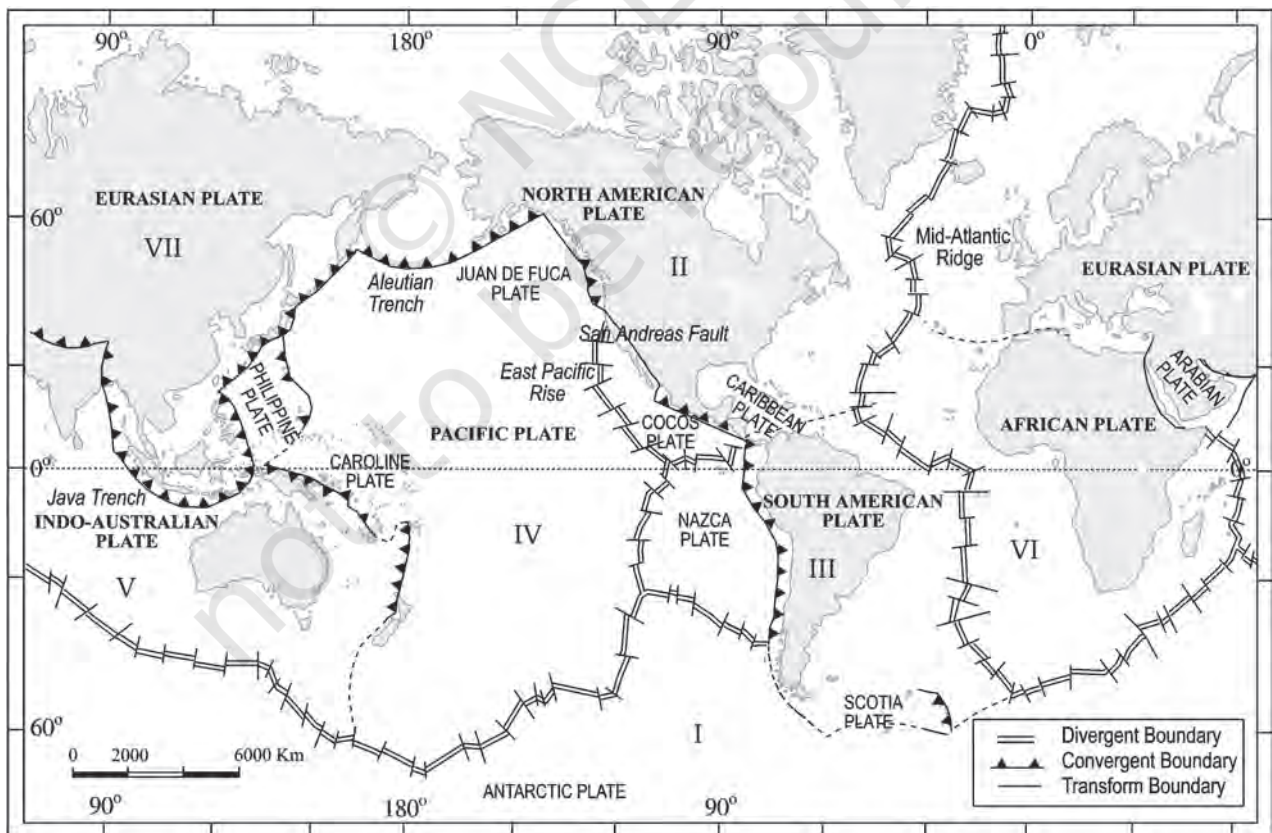 90°
180°
90°
0°
EURASIAN PLATE
VII
60°
NORTH AMERICAN
PLATE
II
Mid-Atlantic
Ridge
EURASIAN PLATE
Aleutian
Trench
JUAN DE FUCA
PLATE
San Andreas Fault
East Pacific
Rise
PHILIPPINE
PLATE
CARIBBEAN
PLATE
ARABIAN
PLATE
COCOS
PLATE
PACIFIC PLATE
AFRICAN PLATE
CAROLINE
PLATE
0°
0°
Java Trench
INDO-AUSTRALIAN
PLATE
V
IV
NAZCA
PLATE
SOUTH AMERICAN
PLATE
III
VI
60°
SCOTIA
PLATE
I
0 2000 6000 Km
ANTARCTIC PLATE
Divergent Boundary
Convergent Boundary
Transform Boundary
90°
180°
90°
not to be republ